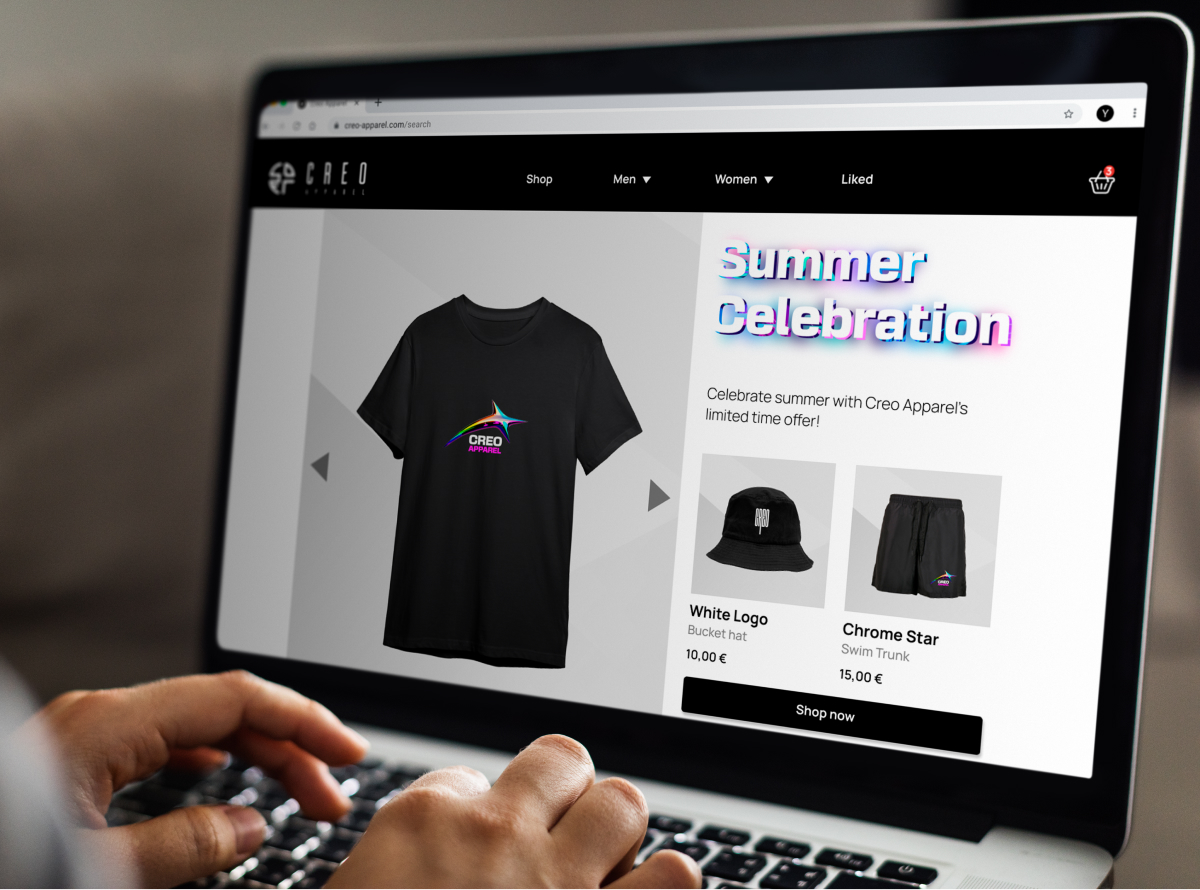 Creo Apparel
creo-apparel.com/search
Y
CREO
APPAREL
Shop
Men
Women
Liked
3
Summer
Celebration
Celebrate summer with Creo Apparel's
limited time offer!
CREO
APPAREL
CREO
CREO
White Logo
Bucket hat
10,00 €
Chrome Star
Swim Trunk
15,00 €
Shop now